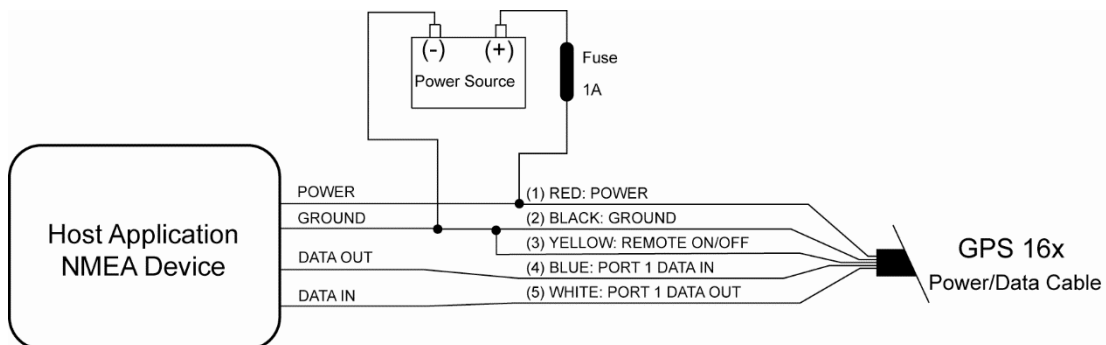 (-) (+)
Power Source
Fuse
1A
Host Application
NMEA Device
POWER
GROUND
DATA OUT
DATA IN
(1) RED: POWER
(2) BLACK: GROUND
(3) YELLOW: REMOTE ON/OFF
(4) BLUE: PORT 1 DATA IN
(5) WHITE: PORT 1 DATA OUT
GPS 16x
Power/Data Cable